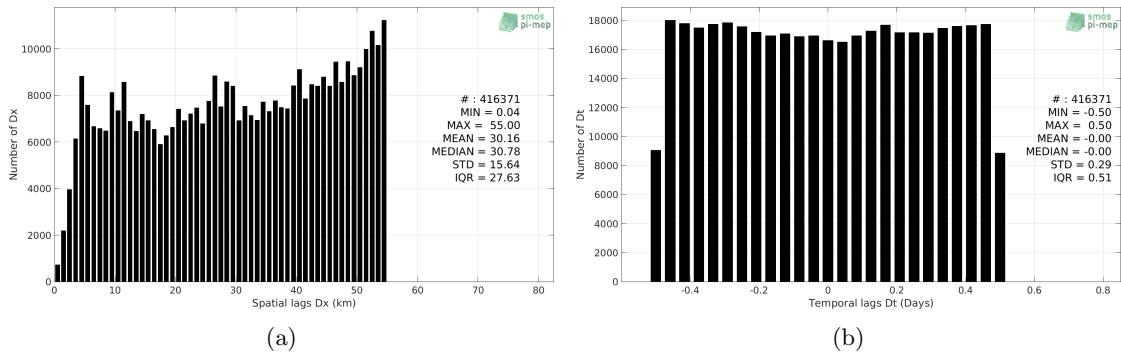 smos
pi-mep
10000
8000
6000
4000
2000
0
Number of Dx
# : 416371
MIN = 0.04
MAX = 55.00
MEAN = 30.16
MEDIAN = 30.78
STD = 15.64
IQR = 27.63
0 10 20 30 40 50 60 70 80
Spatial lags Dx (km)
(a)
smos
pi-mep
18000
16000
14000
12000
10000
8000
6000
4000
2000
0
Number of Dt
# : 416371
MIN = -0.50
MAX = 0.50
MEAN = -0.00
MEDIAN = -0.00
STD = 0.29
IQR = 0.51
-0.4 -0.2 0 0.2 0.4 0.6 0.8
Temporal lags Dt (Days)
(b)